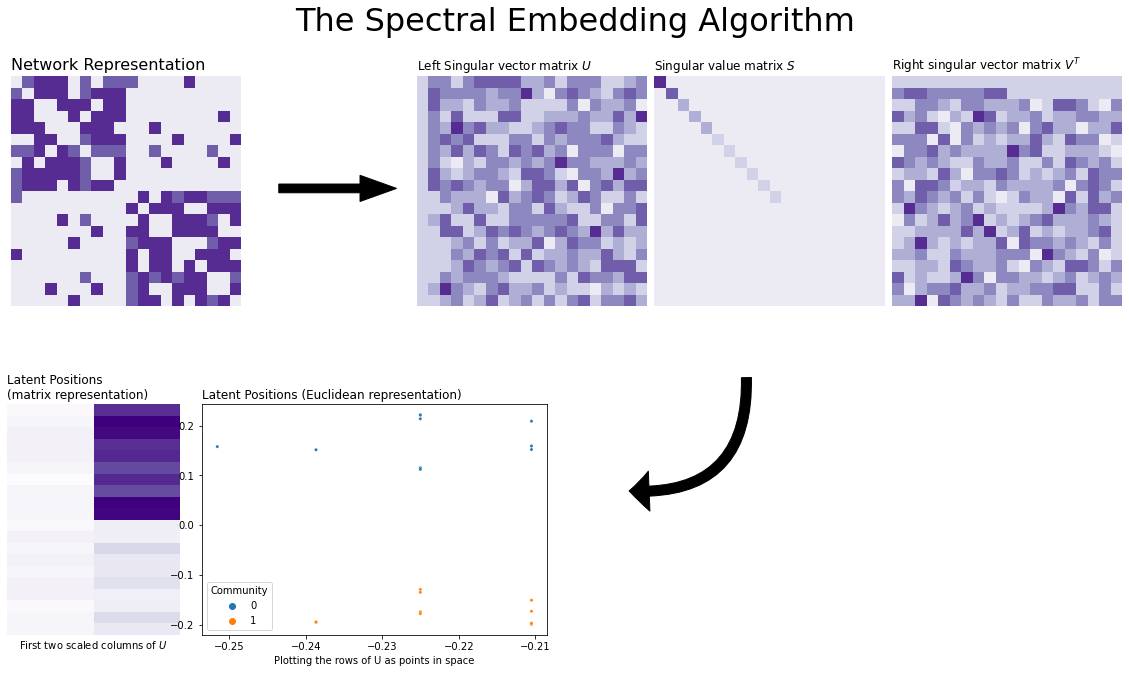 The Spectral Embedding Algorithm
Network Representation
Left Singular vector matrix U
Singular value matrix S
Right singular vector matrix V^T
Latent Positions
(matrix representation)
First two scaled columns of U
Latent Positions (Euclidean representation)
0.2
0.1
0.0
−0.1
−0.2
Community
0
1
−0.25
−0.24
−0.23
−0.22
−0.21
Plotting the rows of U as points in space